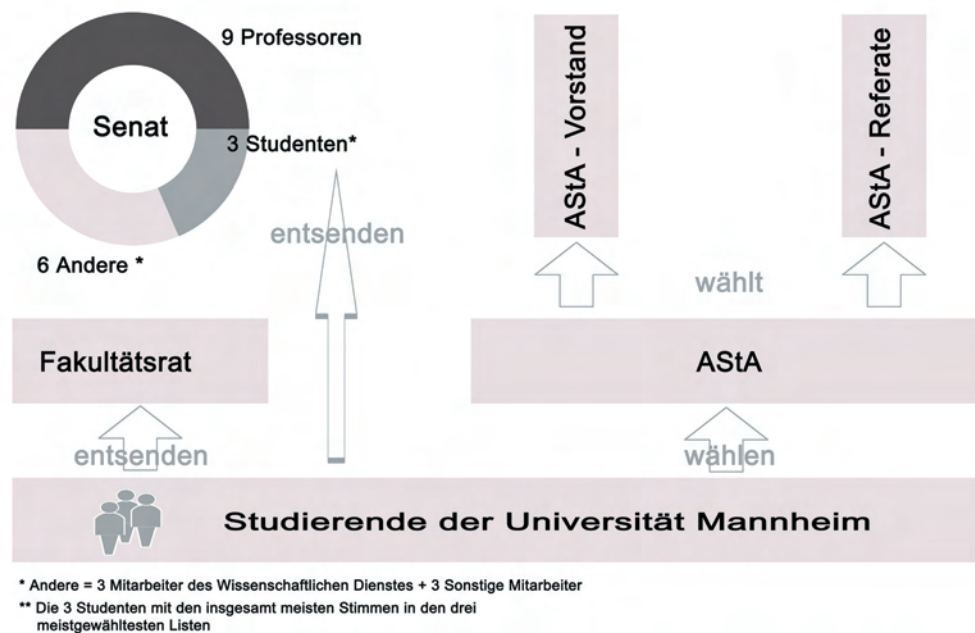 9 Professoren
Senat
3 Studenten*
6 Andere *
entsenden
AStA - Vorstand
AStA - Referate
wählt
Fakultätsrat
AStA
entsenden
wählen
Studierende der Universität Mannheim
* Andere = 3 Mitarbeiter des Wissenschaftlichen Dienstes + 3 Sonstige Mitarbeiter
** Die 3 Studenten mit den insgesamt meisten Stimmen in den drei
meistgewähltesten Listen